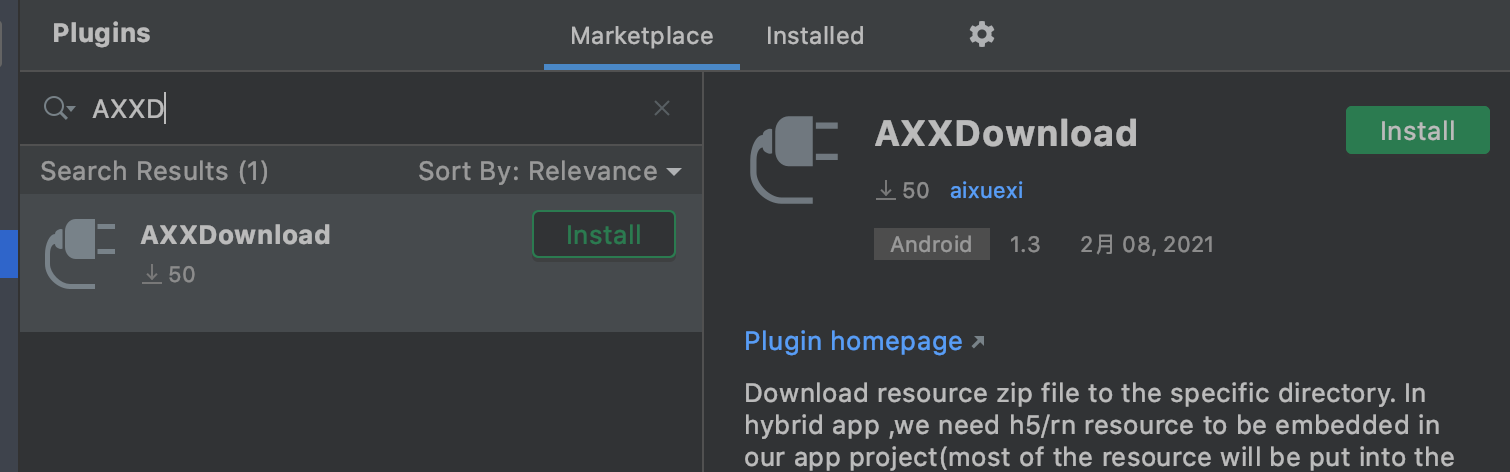 Plugins
Marketplace
Installed
AXXD
Search Results (1)
Sort By: Relevance
AXXDownload
50
Install
AXXDownload
Install
50 aixuexi
Android 1.3 2月 08, 2021
Plugin homepage
Download resource zip file to the specific directory. In
hybrid app ,we need h5/rn resource to be embedded in
our app project(most of the resource will be put into the